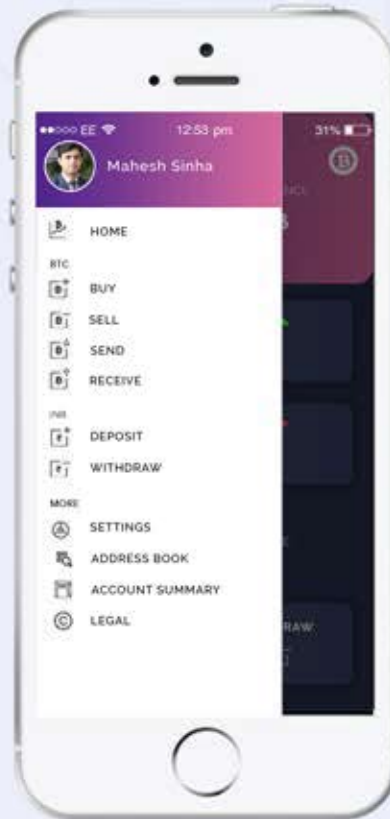 EE 12:53 pm 31%
Mahesh Sinha
HOME
BTC
BUY
SELL
SEND
RECEIVE
INR
DEPOSIT
WITHDRAW
MORE
SETTINGS
ADDRESS BOOK
ACCOUNT SUMMARY
LEGAL
RAW